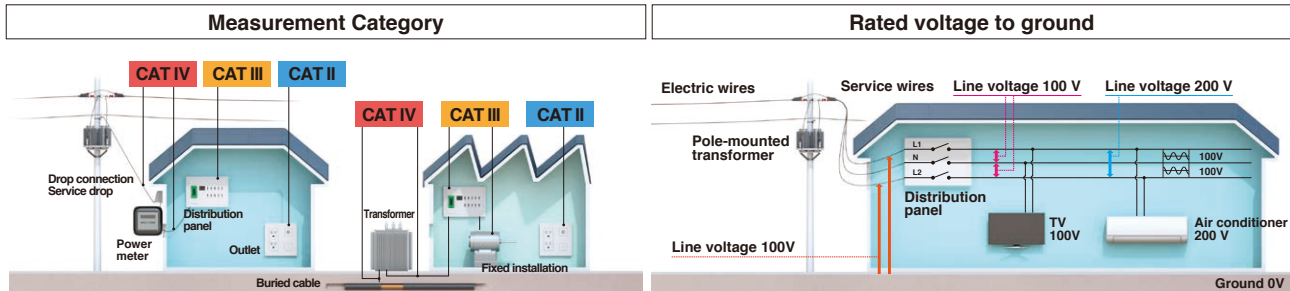 Measurement Category
CAT IV
CAT III
CAT II
CAT IV
CAT III
CAT II
Drop connection
Service drop
Distribution
panel
Power
meter
Outlet
Transformer
Fixed installation
Buried cable
Rated voltage to ground
Electric wires
Service wires
Line voltage 100V
Line voltage 200 V
Pole-mounted
transformer
L1
N
L2
100V
100V
Distribution
panel
TV
100V
Air conditioner
200 V
Line voltage 100V
Ground 0V